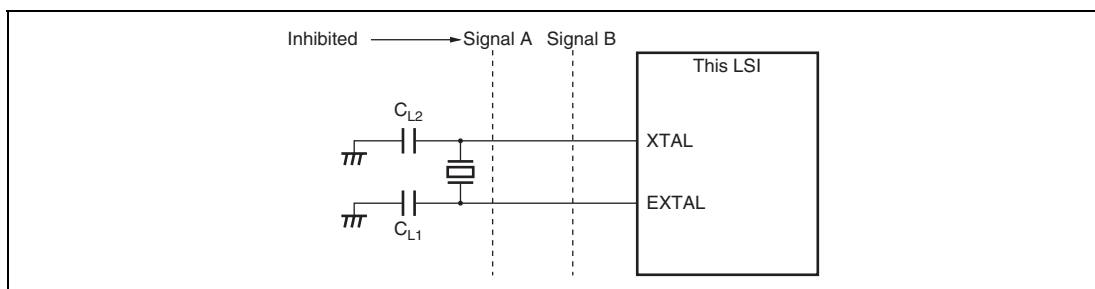 Inhibited Signal A Signal B
This LSI
CL2
XTAL
EXTAL
CL1